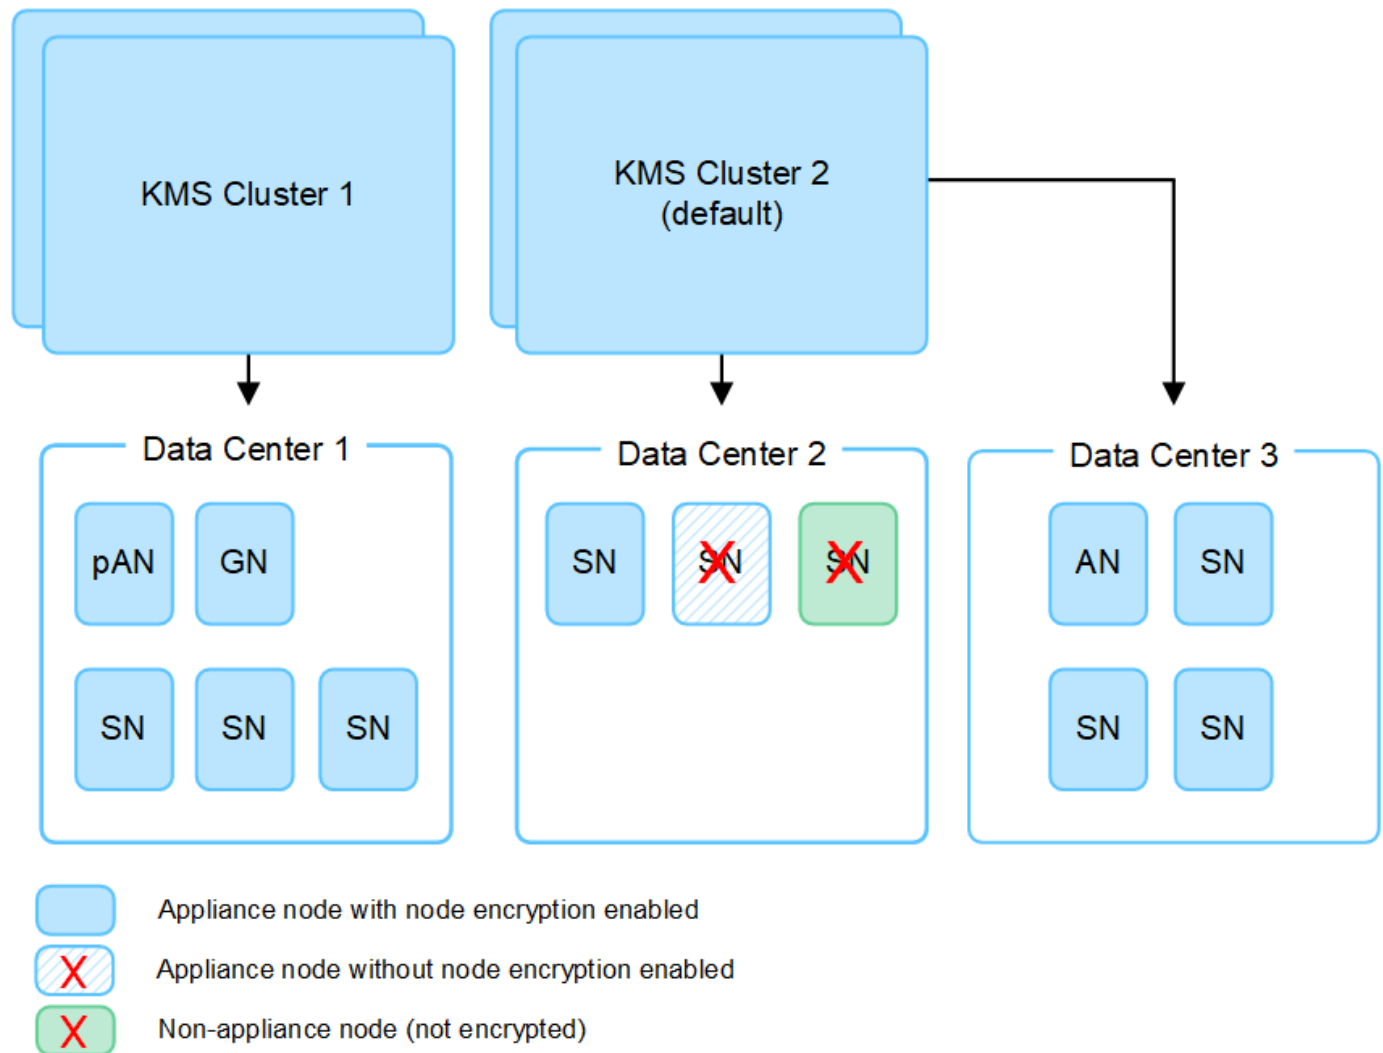 KMS Cluster 1
KMS Cluster 2
(default)
Data Center 1
Data Center 2
Data Center 3
pAN GN
SN SN SN
AN SN
SN SN SN
SN SN
Appliance node with node encryption enabled
X Appliance node without node encryption enabled
X Non-appliance node (not encrypted)